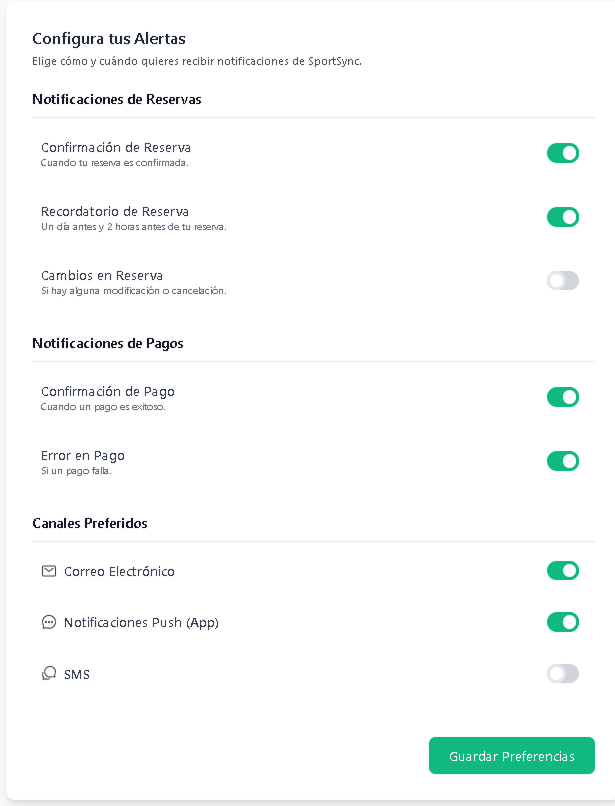 Configura tus Alertas
Elige cómo y cuándo quieres recibir notificaciones de SportSync.
Notificaciones de Reservas
Confirmación de Reserva
Cuando tu reserva es confirmada.
Recordatorio de Reserva
Un día antes y 2 horas antes de tu reserva.
Cambios en Reserva
Si hay alguna modificación o cancelación.
Notificaciones de Pagos
Confirmación de Pago
Cuando un pago es exitoso.
Error en Pago
Si un pago falla.
Canales Preferidos
Correo Electrónico
Notificaciones Push (App)
SMS
Guardar Preferencias